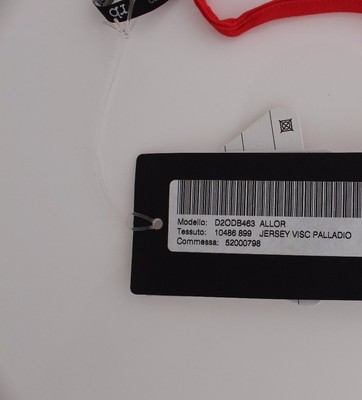 Modello: D2ODB463 ALLOR
Tessuto: 10486 899 JERSEY VISC PALLADIO
Commessa: 52000798